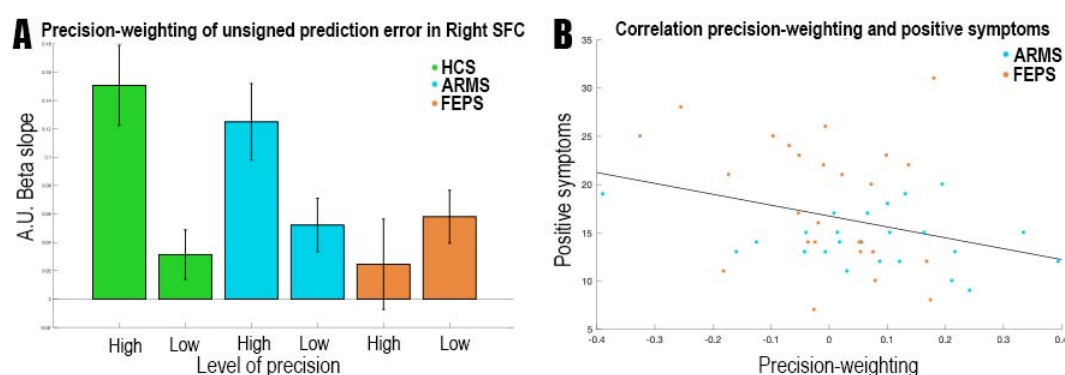 A Precision-weighting of unsigned prediction error in Right SFC
HCS
ARMS
FEPS
A.U. Beta slope
0
High Low High Low High Low
Level of precision
B Correlation precision-weighting and positive symptoms
ARMS
FEPS
Positive symptoms
35
30
25
20
15
10
5
-0.4 -0.3 -0.2 -0.1 0 0.1 0.2 0.3 0.4
Precision-weighting